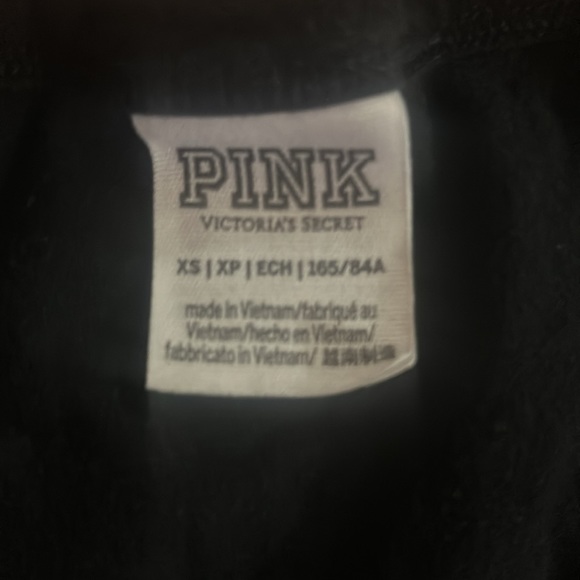 PINK
VICTORIA'S SECRET
XS | XP | ECH | 165/84A
made in Vietnam/fabriqué au
Vietnam/hecho en Vietnam/
fabbricato in Vietnam/ 越南制造